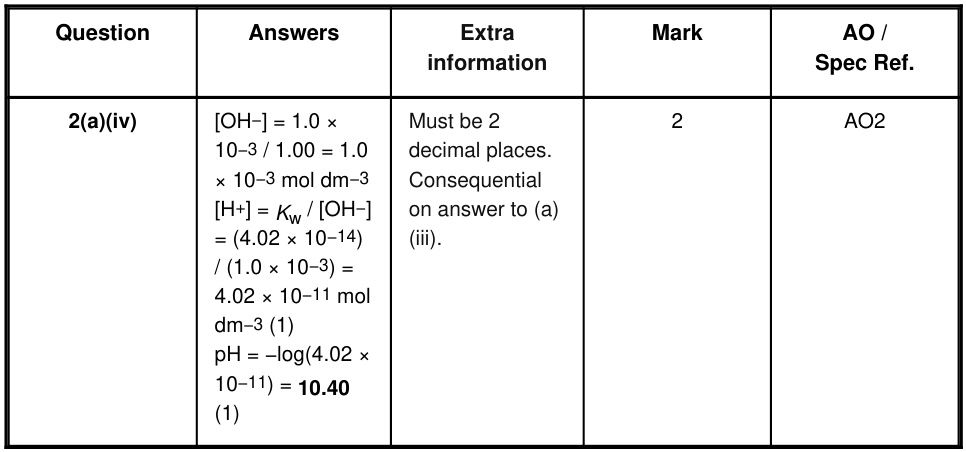 Question Answers Extra information Mark AO / Spec Ref.
2(a)(iv)
[OH−] = 1.0 ×
10−3 / 1.00 = 1.0
× 10−3 mol dm−3
[H+] = Kw / [OH−]
= (4.02 × 10−14)
/ (1.0 × 10−3) =
4.02 × 10−11 mol
dm−3 (1)
pH = −log(4.02 ×
10−11) = 10.40
(1)
Must be 2
decimal places.
Consequential
on answer to (a)
(iii).
2
AO2